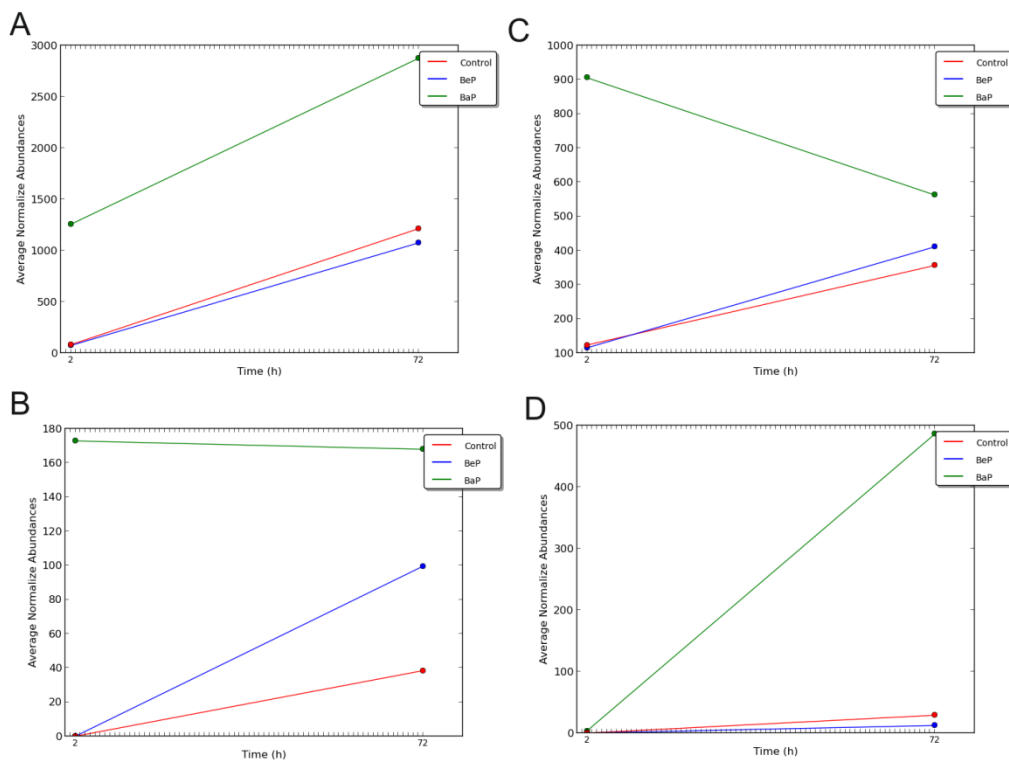 A
3000
2500
2000
1500
1000
500
0
Average Normalize Abundances
2
72
Time (h)
Control
BeP
BaP
C
1000
900
800
700
600
500
400
300
200
100
Average Normalize Abundances
2
72
Time (h)
Control
BeP
BaP
B
180
160
140
120
100
80
60
40
20
0
Average Normalize Abundances
2
72
Time (h)
Control
BeP
BaP
D
500
400
300
200
100
0
Average Normalize Abundances
2
72
Time (h)
Control
BeP
BaP